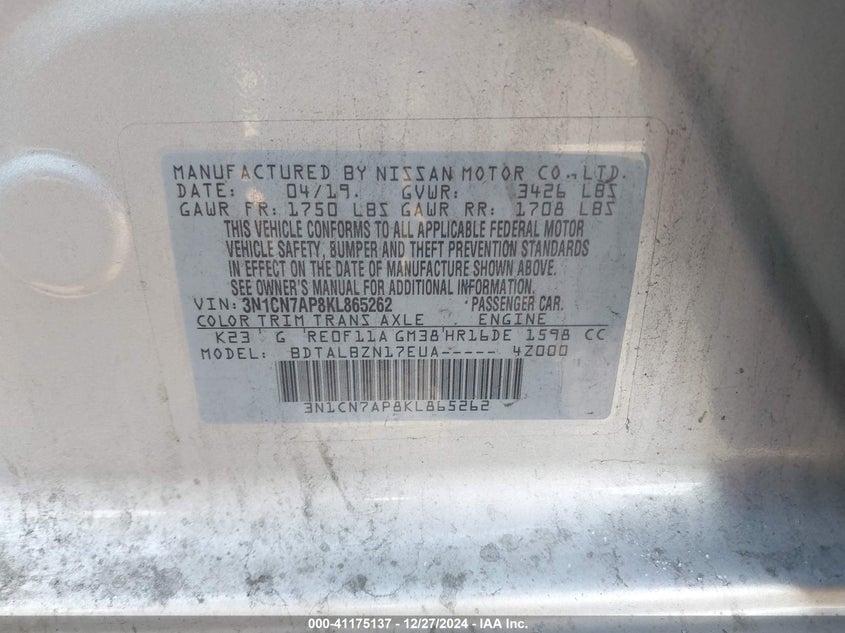 MANUFACTURED BY NISSAN MOTOR CO.,LTD.
DATE: 04/19. GVWR: 3426 LBS
GAWR FR: 1750 LBS GAWR RR: 1708 LBS
THIS VEHICLE CONFORMS TO ALL APPLICABLE FEDERAL MOTOR
VEHICLE SAFETY, BUMPER AND THEFT PREVENTION STANDARDS
IN EFFECT ON THE DATE OF MANUFACTURE SHOWN ABOVE.
SEE OWNER'S MANUAL FOR ADDITIONAL INFORMATION.
VIN: 3N1CN7AP8KL865262 PASSENGER CAR.
COLOR TRIM TRANS AXLE ENGINE
K23 G RE0F11A GM38 HR16DE 1598 CC
MODEL: BDTALBZN17EUA----- 4Z000
3N1CN7AP8KL865262
000-41175137 - 12/27/2024 - IAA Inc.